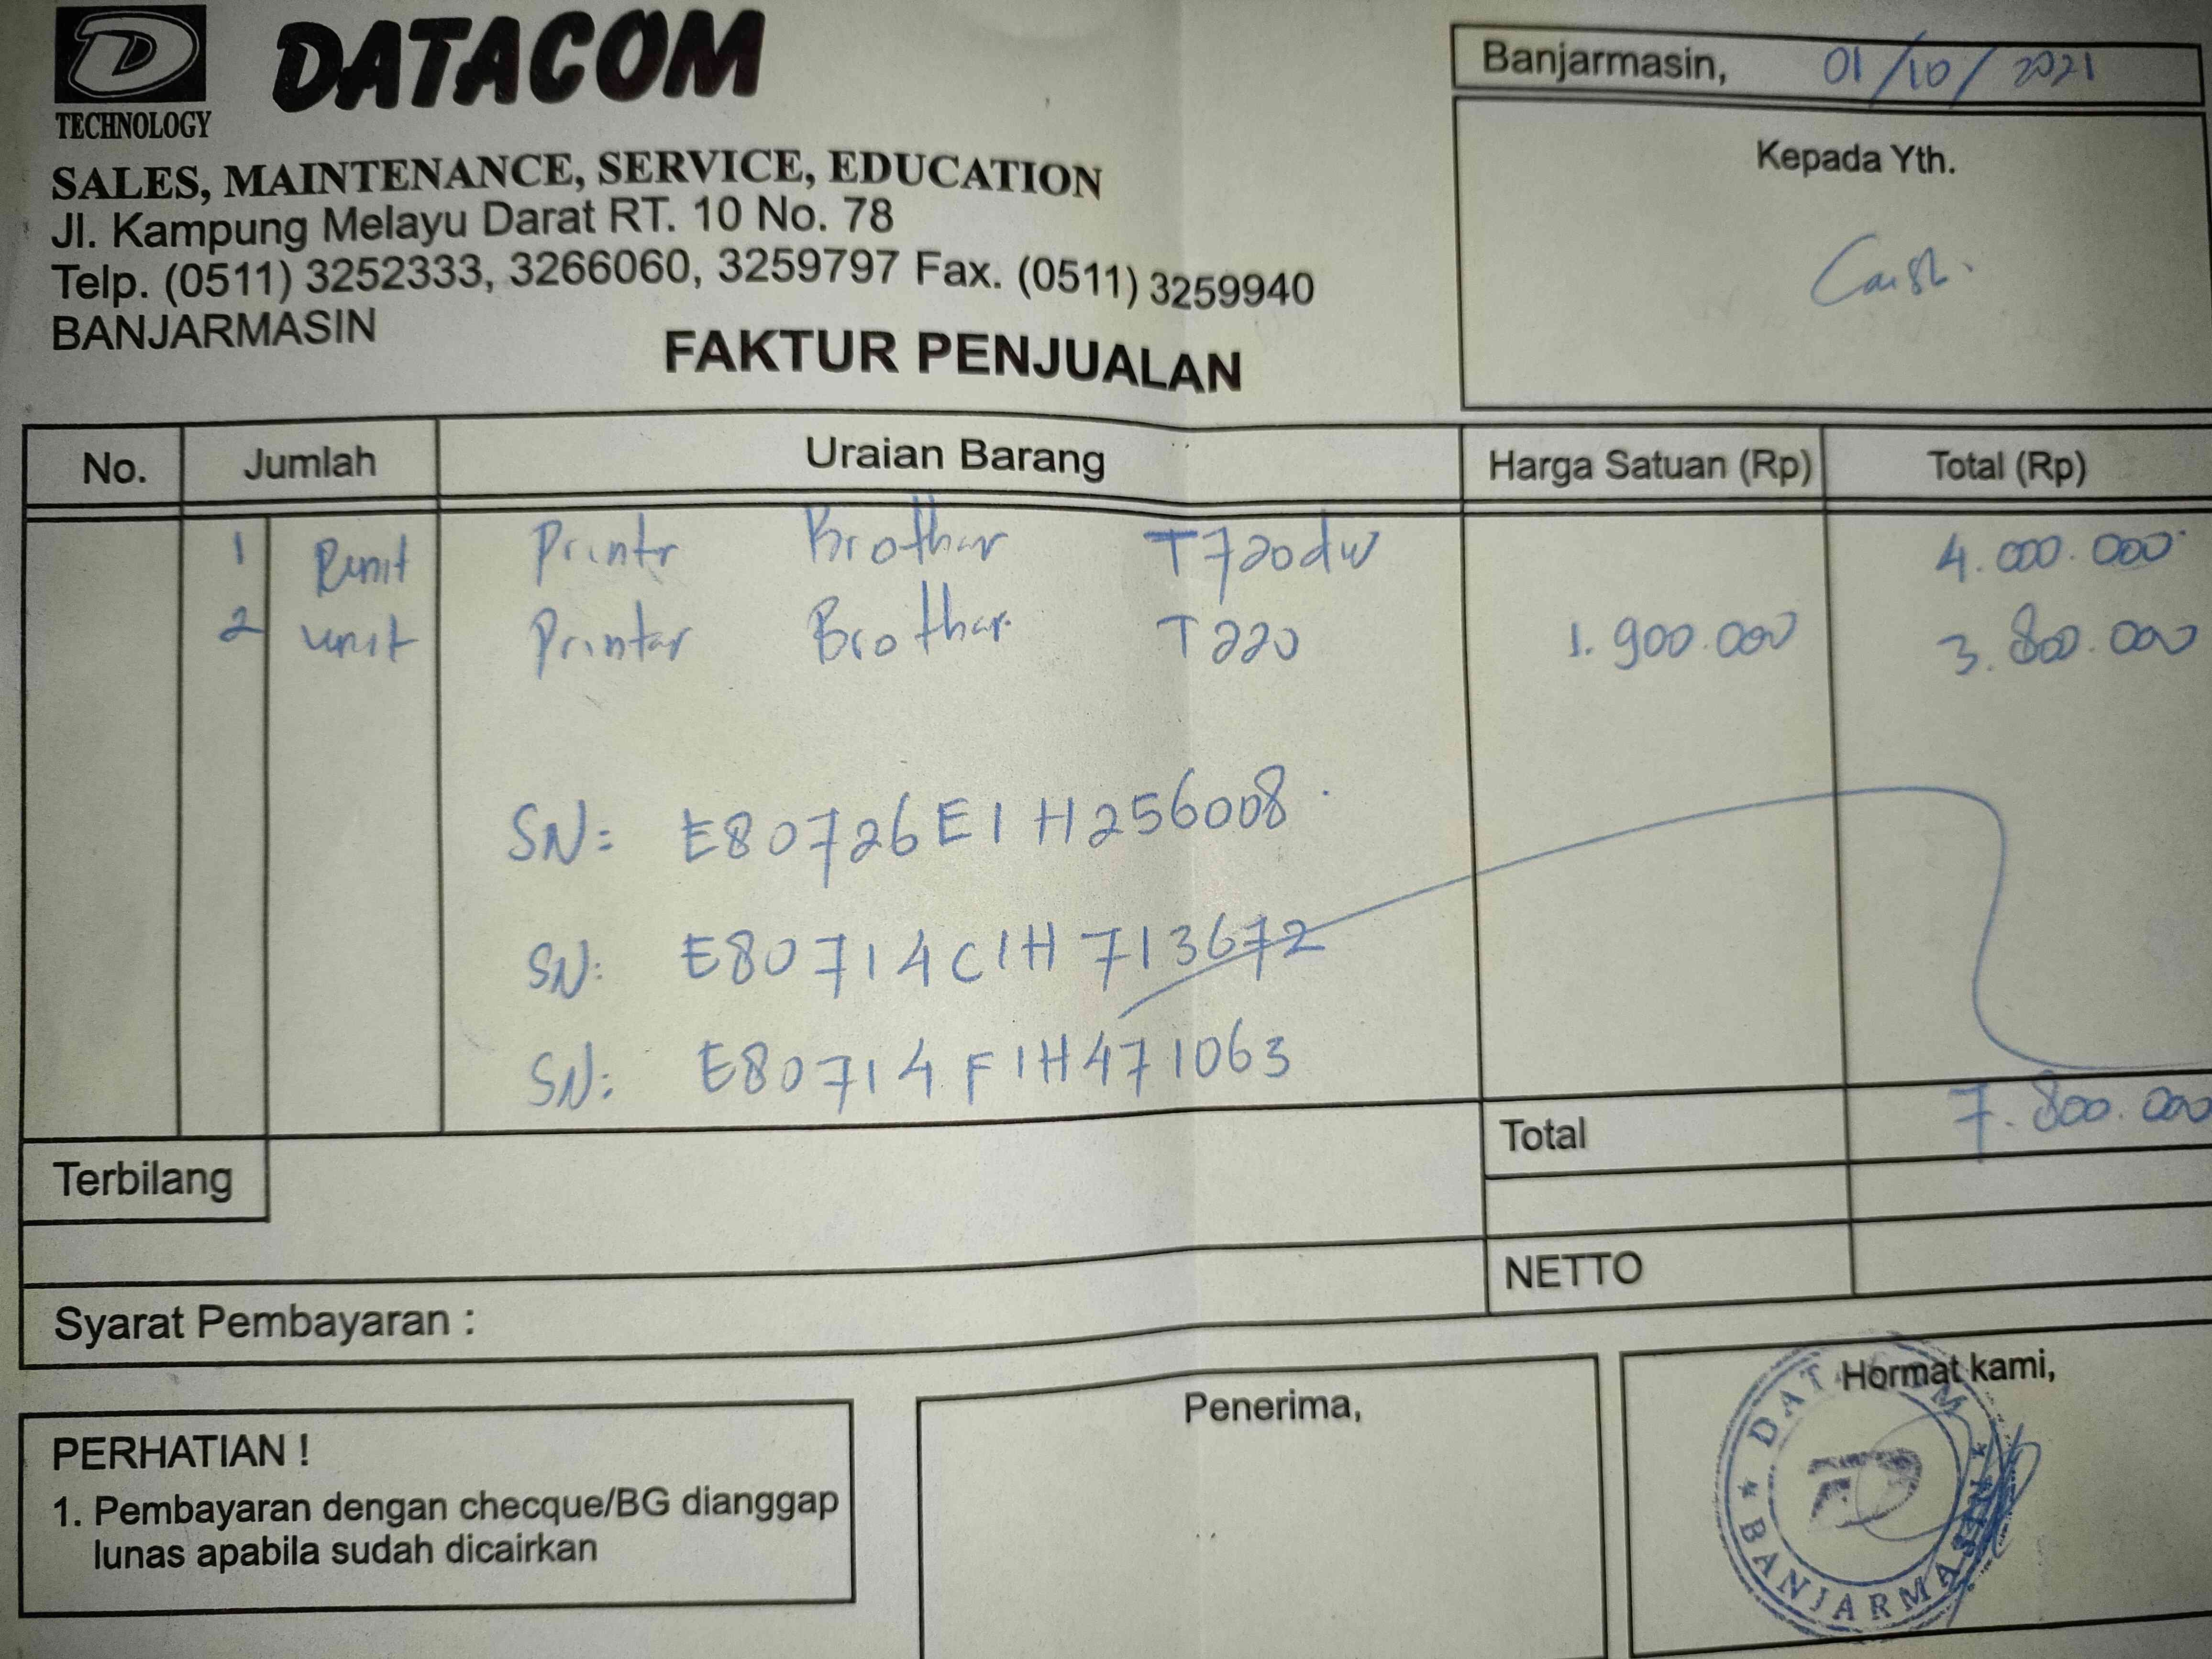 D DATACOM
TECHNOLOGY
SALES, MAINTENANCE, SERVICE, EDUCATION
Jl. Kampung Melayu Darat RT. 10 No. 78
Telp. (0511) 3252333, 3266060, 3259797 Fax. (0511) 3259940
BANJARMASIN
FAKTUR PENJUALAN
Banjarmasin, 01/10/2021
Kepada Yth.
Cash.
No. Jumlah Uraian Barang Harga Satuan (Rp) Total (Rp)
1 Printr Brother T720dw 4.000.000
2 unit Printer Brother T220 1.900.000 3.800.000
SN: E80726E1H256008
SN: E80714C1H713672
SN: E80714F1H471063
Total 7.800.000
Terbilang
NETTO
Syarat Pembayaran :
PERHATIAN !
1. Pembayaran dengan checque/BG dianggap
lunas apabila sudah dicairkan
Penerima,
Hormat kami,
BANJARMASIN